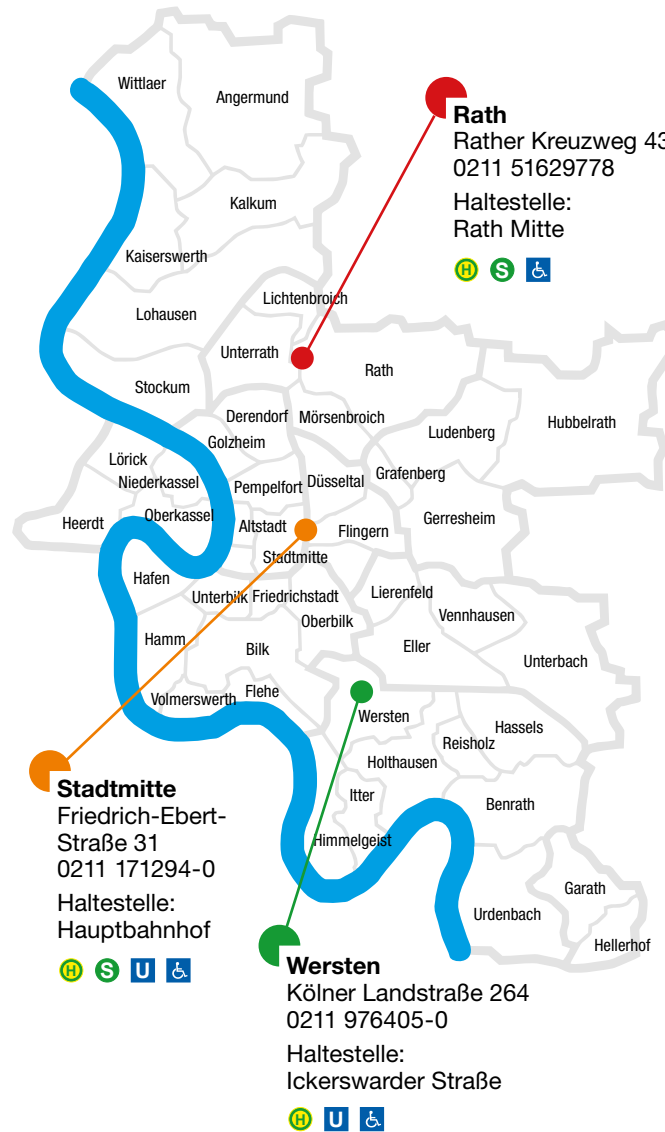 Wittlaer
Angermund
Rath
Rather Kreuzweg 43
0211 51629778
Haltestelle:
Rath Mitte
H S
Kalkum
Kaiserswerth
Lichtenbroich
Lohausen
Unterrath
Rath
Stockum
Derendorf
Mörsenbroich
Hubbelrath
Golzheim
Ludenberg
Lörick
Niederkassel
Grafenberg
Pempelfort
Düsseltal
Heerdt
Oberkassel
Altstadt
Flingern
Gerresheim
Stadtmitte
Hafen
Unterbilk
Friedrichstadt
Lierenfeld
Vennhausen
Oberbilk
Hamm
Bilk
Eller
Unterbach
Volmerswerth
Flehe
Wersten
Hassels
Reisholz
Holthausen
Itter
Benrath
Himmelgeist
Garath
Urdenbach
Hellerhof
Stadtmitte
Friedrich-Ebert-
Straße 31
0211 171294-0
Haltestelle:
Hauptbahnhof
H S U
Wersten
Kölner Landstraße 264
0211 976405-0
Haltestelle:
Ickerswarder Straße
H U